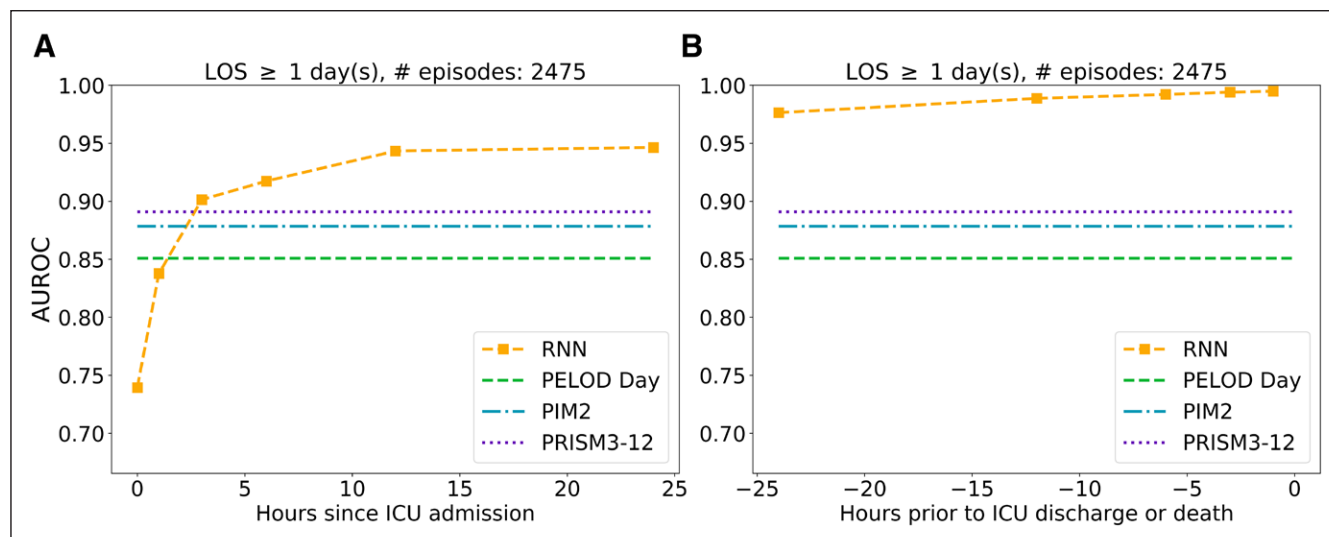 A
LOS ≥ 1 day(s), # episodes: 2475
1.00
0.95
0.90
0.85
0.80
0.75
0.70
AUROC
RNN
PELOD Day
PIM2
PRISM3-12
0 5 10 15 20 25
Hours since ICU admission
B
LOS ≥ 1 day(s), # episodes: 2475
1.00
0.95
0.90
0.85
0.80
0.75
0.70
RNN
PELOD Day
PIM2
PRISM3-12
−25 −20 −15 −10 −5 0
Hours prior to ICU discharge or death